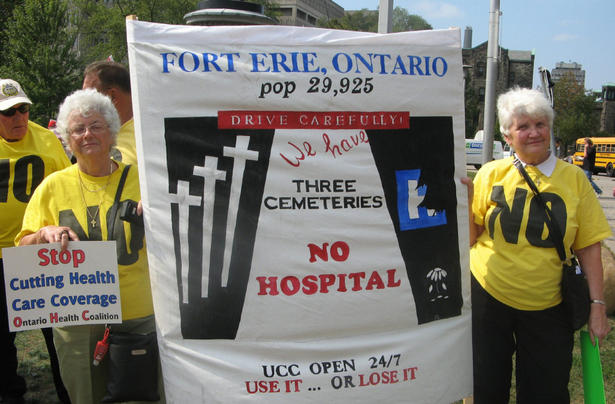 FORT ERIE, ONTARIO
pop 29,925
DRIVE CAREFULLY!
We have
THREE
CEMETERIES
NO
HOSPITAL
UCC OPEN 24/7
USE IT ... OR LOSE IT
NO
NO
NO
Stop
Cutting Health
Care Coverage
Ontario Health Coalition